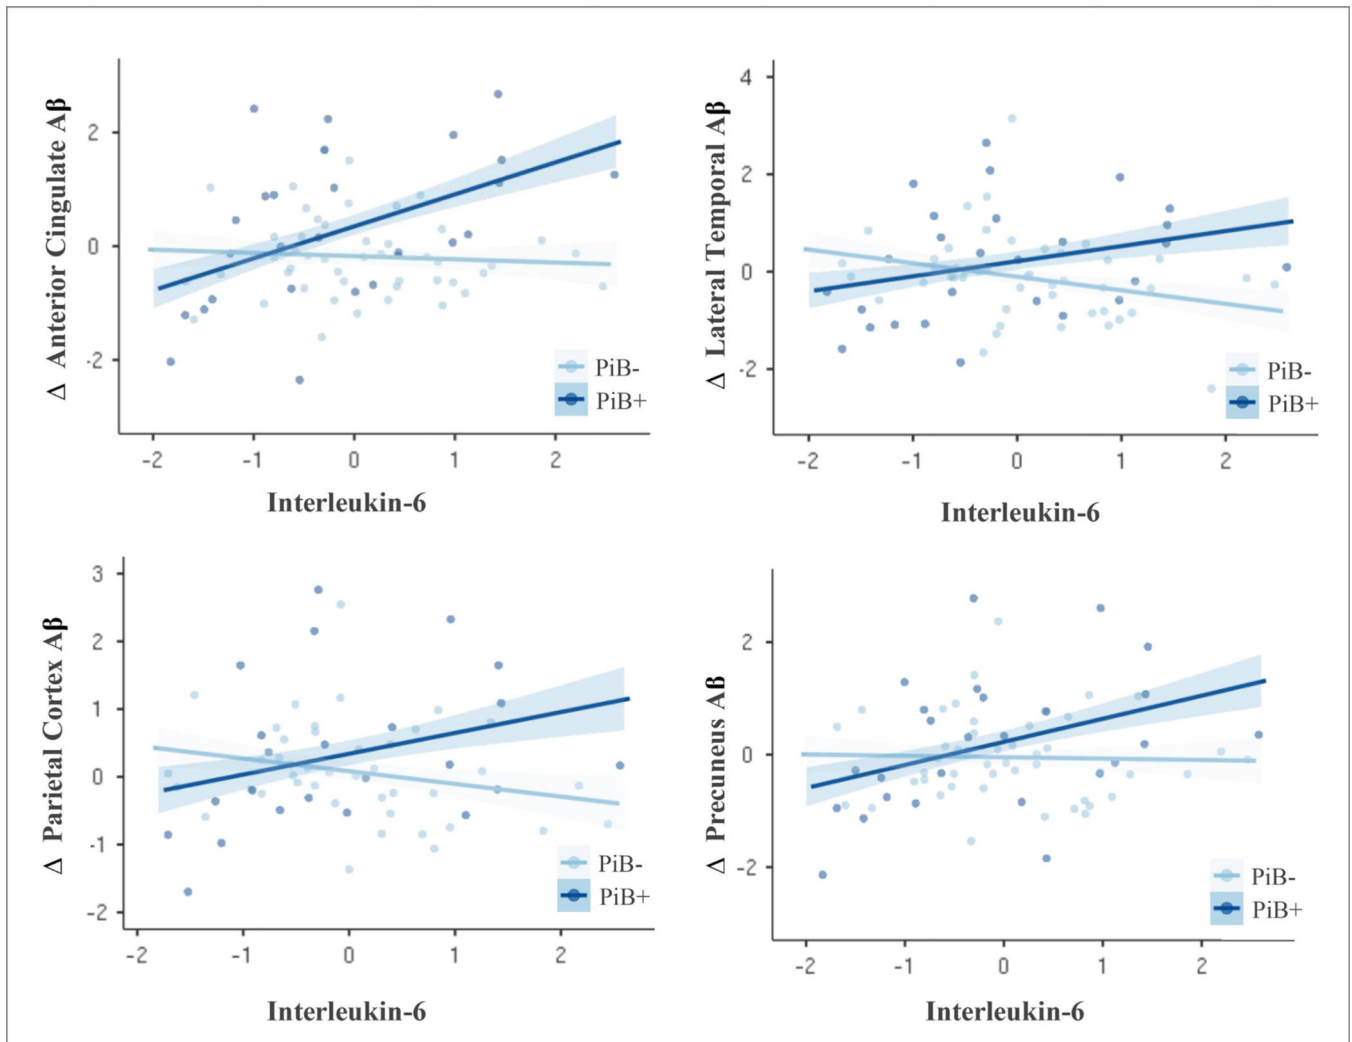 Δ Anterior Cingulate Aβ
2
0
-2
-2 -1 0 1 2
Interleukin-6
PiB-
PiB+
Δ Lateral Temporal Aβ
4
2
0
-2
-2 -1 0 1 2
Interleukin-6
PiB-
PiB+
Δ Parietal Cortex Aβ
3
2
1
0
-1
-2
-2 -1 0 1 2
Interleukin-6
PiB-
PiB+
Δ Precuneus Aβ
2
0
-2
-2 -1 0 1 2
Interleukin-6
PiB-
PiB+